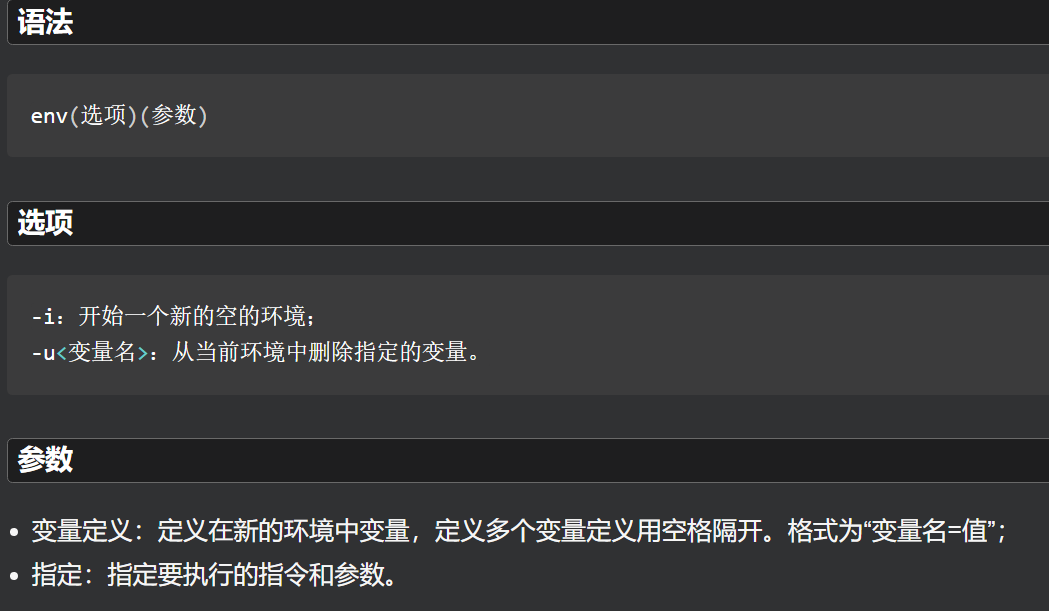 语法
env(选项)(参数)
选项
-i：开始一个新的空的环境；
-u<变量名>：从当前环境中删除指定的变量。
参数
• 变量定义：定义在新的环境中变量，定义多个变量定义用空格隔开。格式为“变量名=值”；
• 指定：指定要执行的指令和参数。